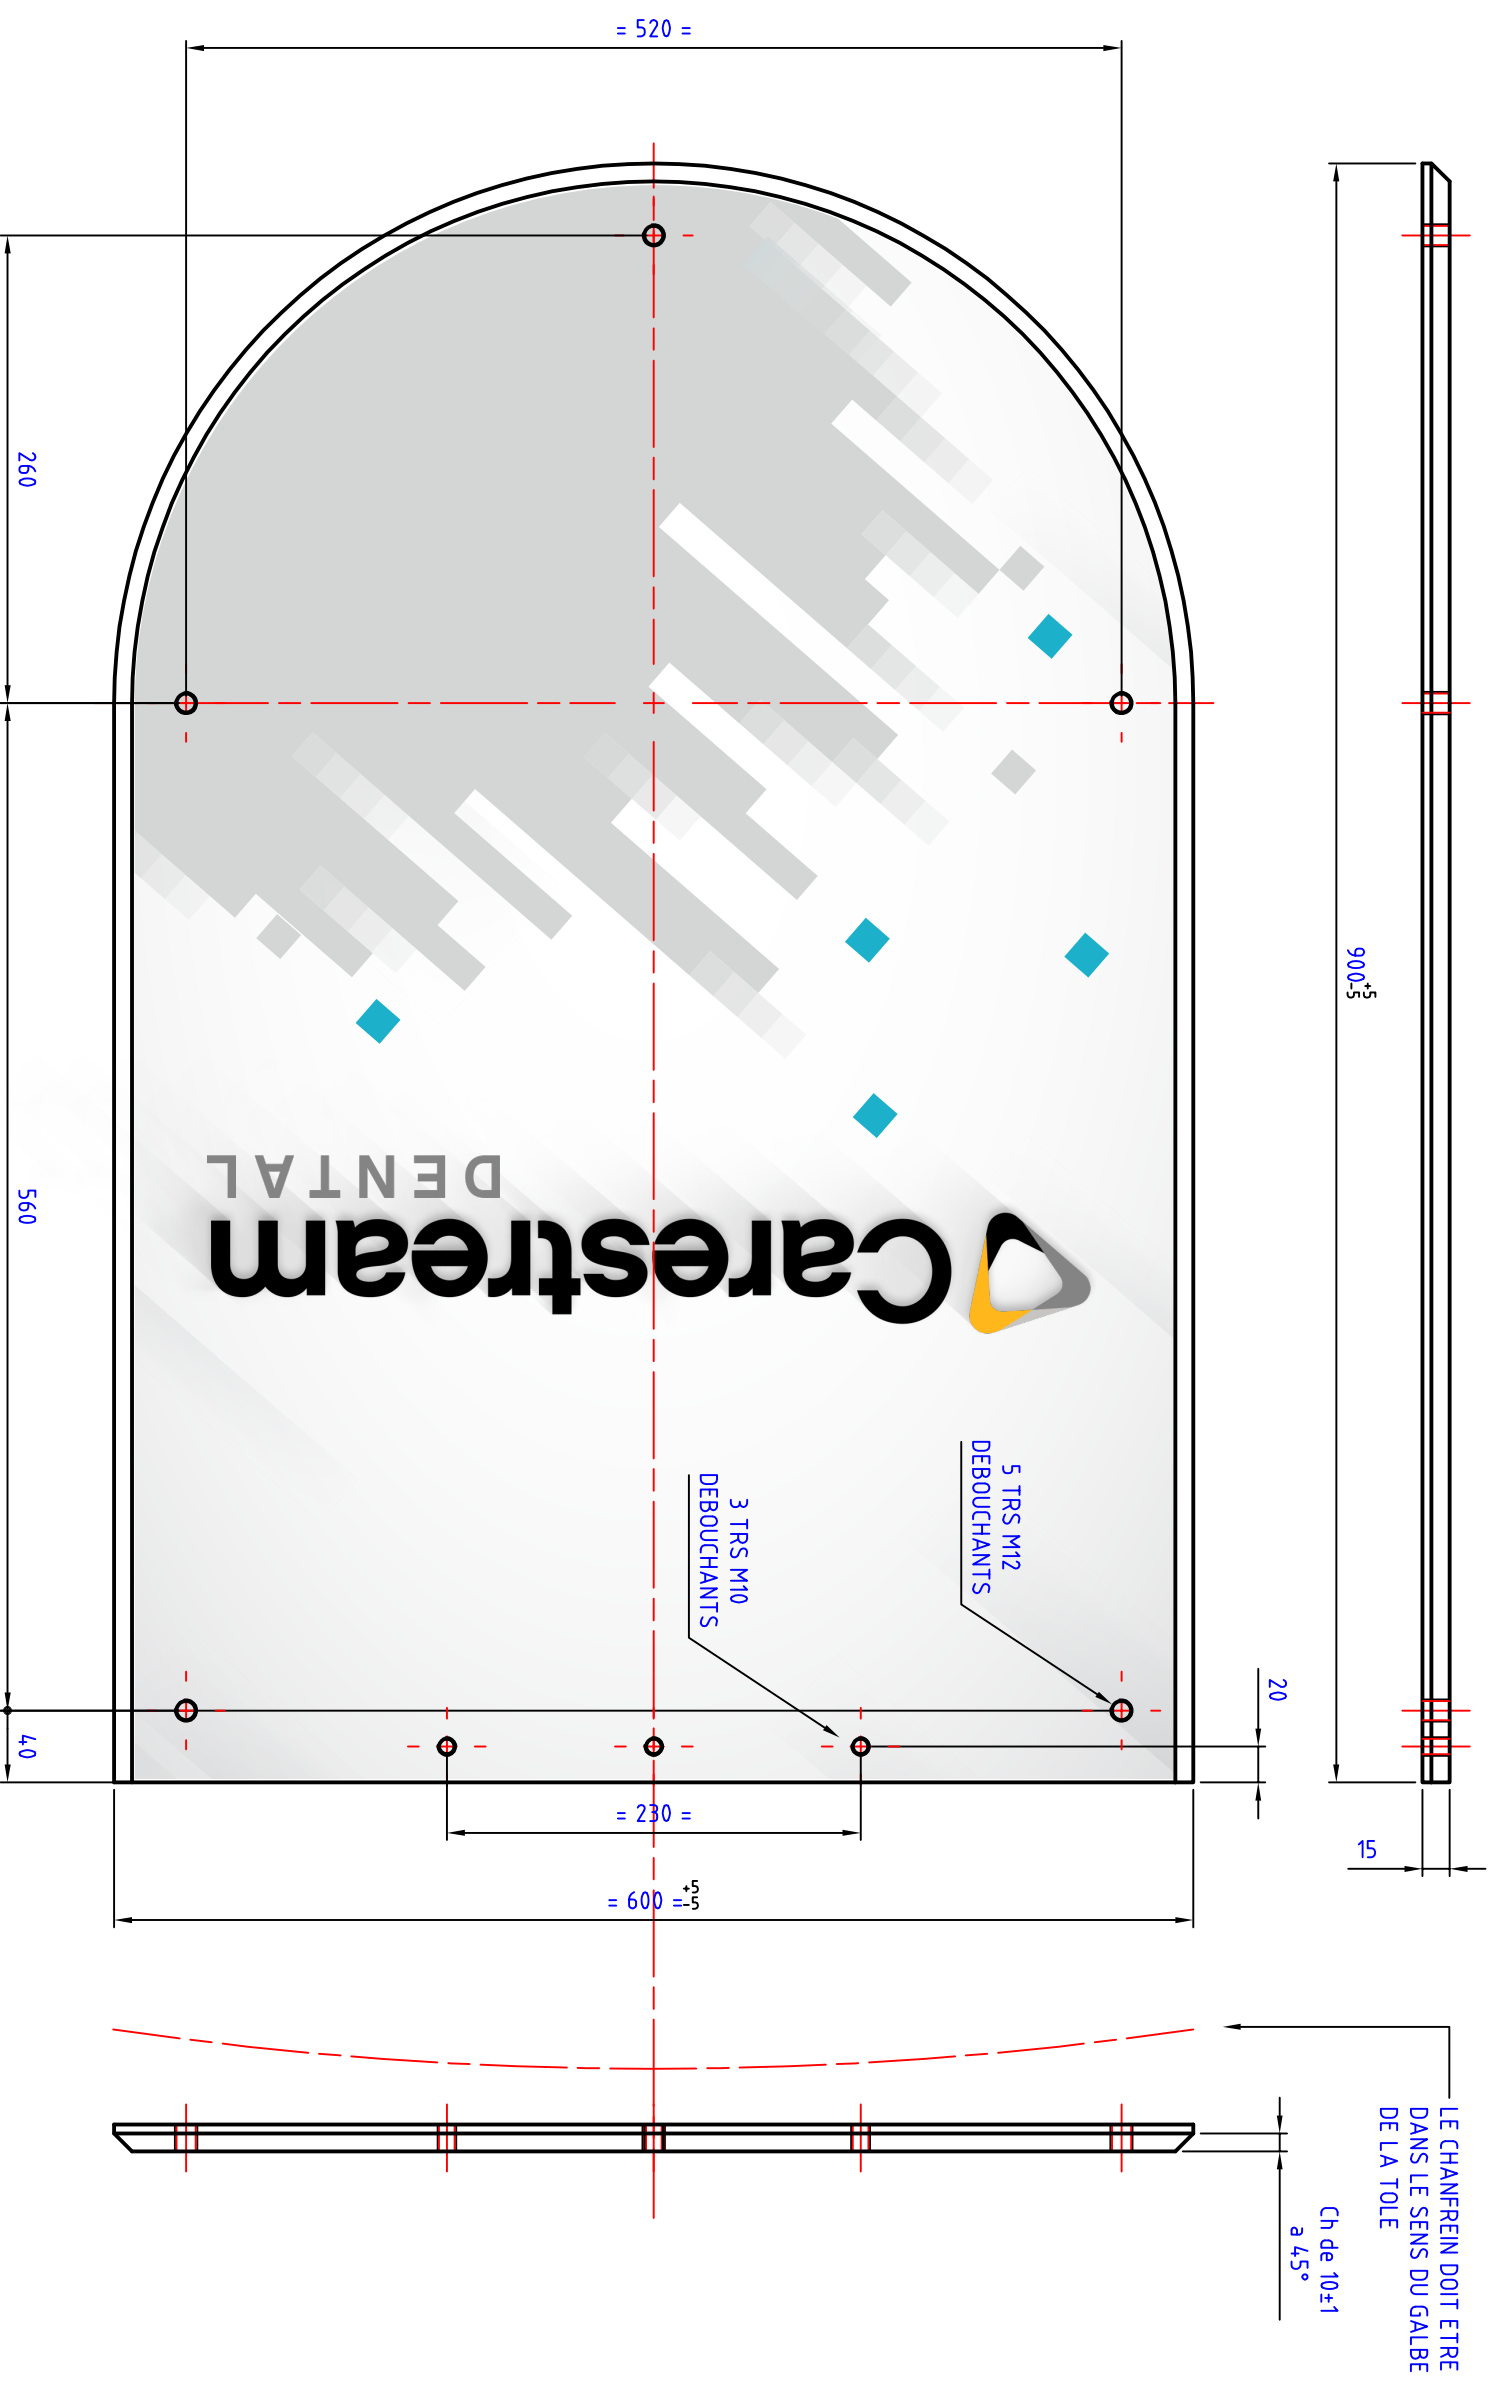 = 520 =
260
560
40
900 +5 -5
15
20
DENTAL
Carestream
5 TRS M12
DEBOUCHANTS
3 TRS M10
DEBOUCHANTS
= 230 =
= 600 = +5 -5
LE CHANFREIN DOIT ETRE
DANS LE SENS DU GALBE
DE LA TOLE
Ch de 10±1
a 45°